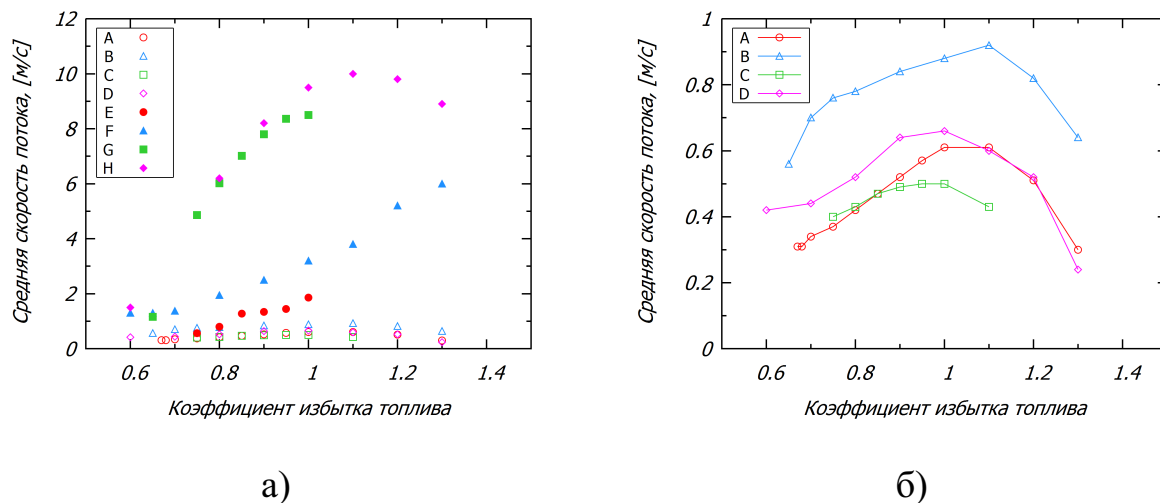 Средняя скорость потока, [м/с]
12
10
8
6
4
2
0
A
B
C
D
E
F
G
H
0.6
0.8
1
1.2
1.4
Коэффициент избытка топлива
а)
Средняя скорость потока, [м/с]
1
0.8
0.6
0.4
0.2
0
A
B
C
D
0.6
0.8
1
1.2
1.4
Коэффициент избытка топлива
б)